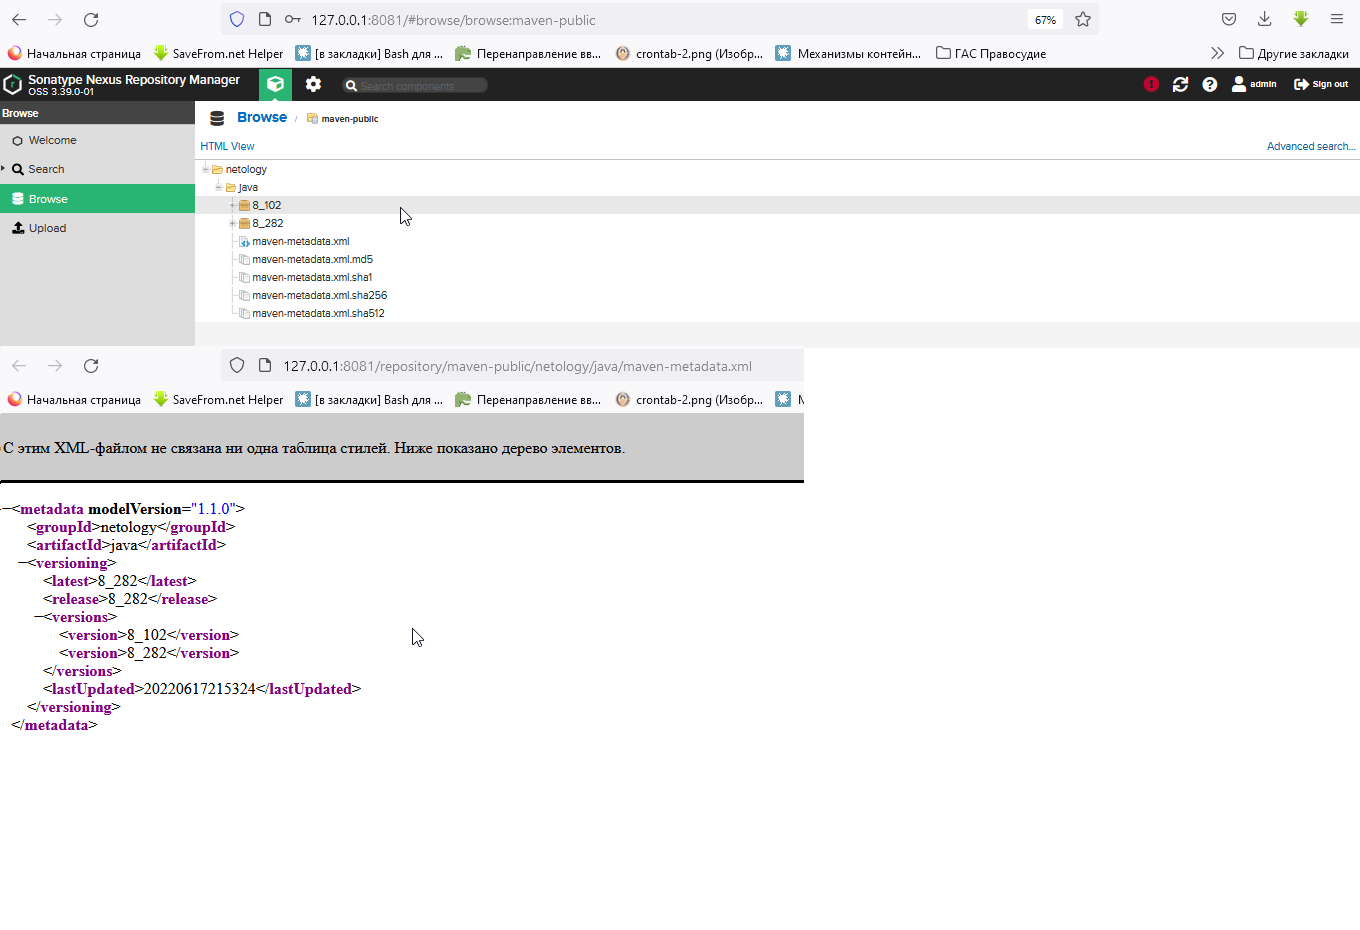 127.0.0.1:8081/#browse/browse:maven-public
67%
Начальная страница
SaveFrom.net Helper
[в закладки] Bash для ...
Перенаправление вв...
crontab-2.png (Изобр...
Механизмы контейн...
ГАС Правосудие
Другие закладки
Sonatype Nexus Repository Manager
OSS 3.39.0-01
Search components
admin
Sign out
Browse
Browse / maven-public
Welcome
HTML View
Advanced search...
Search
netology
java
Browse
8_102
8_282
Upload
maven-metadata.xml
maven-metadata.xml.md5
maven-metadata.xml.sha1
maven-metadata.xml.sha256
maven-metadata.xml.sha512
127.0.0.1:8081/repository/maven-public/netology/java/maven-metadata.xml
Начальная страница
SaveFrom.net Helper
[в закладки] Bash для ...
Перенаправление вв...
crontab-2.png (Изобр...
С этим XML-файлом не связана ни одна таблица стилей. Ниже показано дерево элементов.
−<metadata modelVersion="1.1.0">
<groupId>netology</groupId>
<artifactId>java</artifactId>
−<versioning>
<latest>8_282</latest>
<release>8_282</release>
−<versions>
<version>8_102</version>
<version>8_282</version>
</versions>
<lastUpdated>20220617215324</lastUpdated>
</versioning>
</metadata>